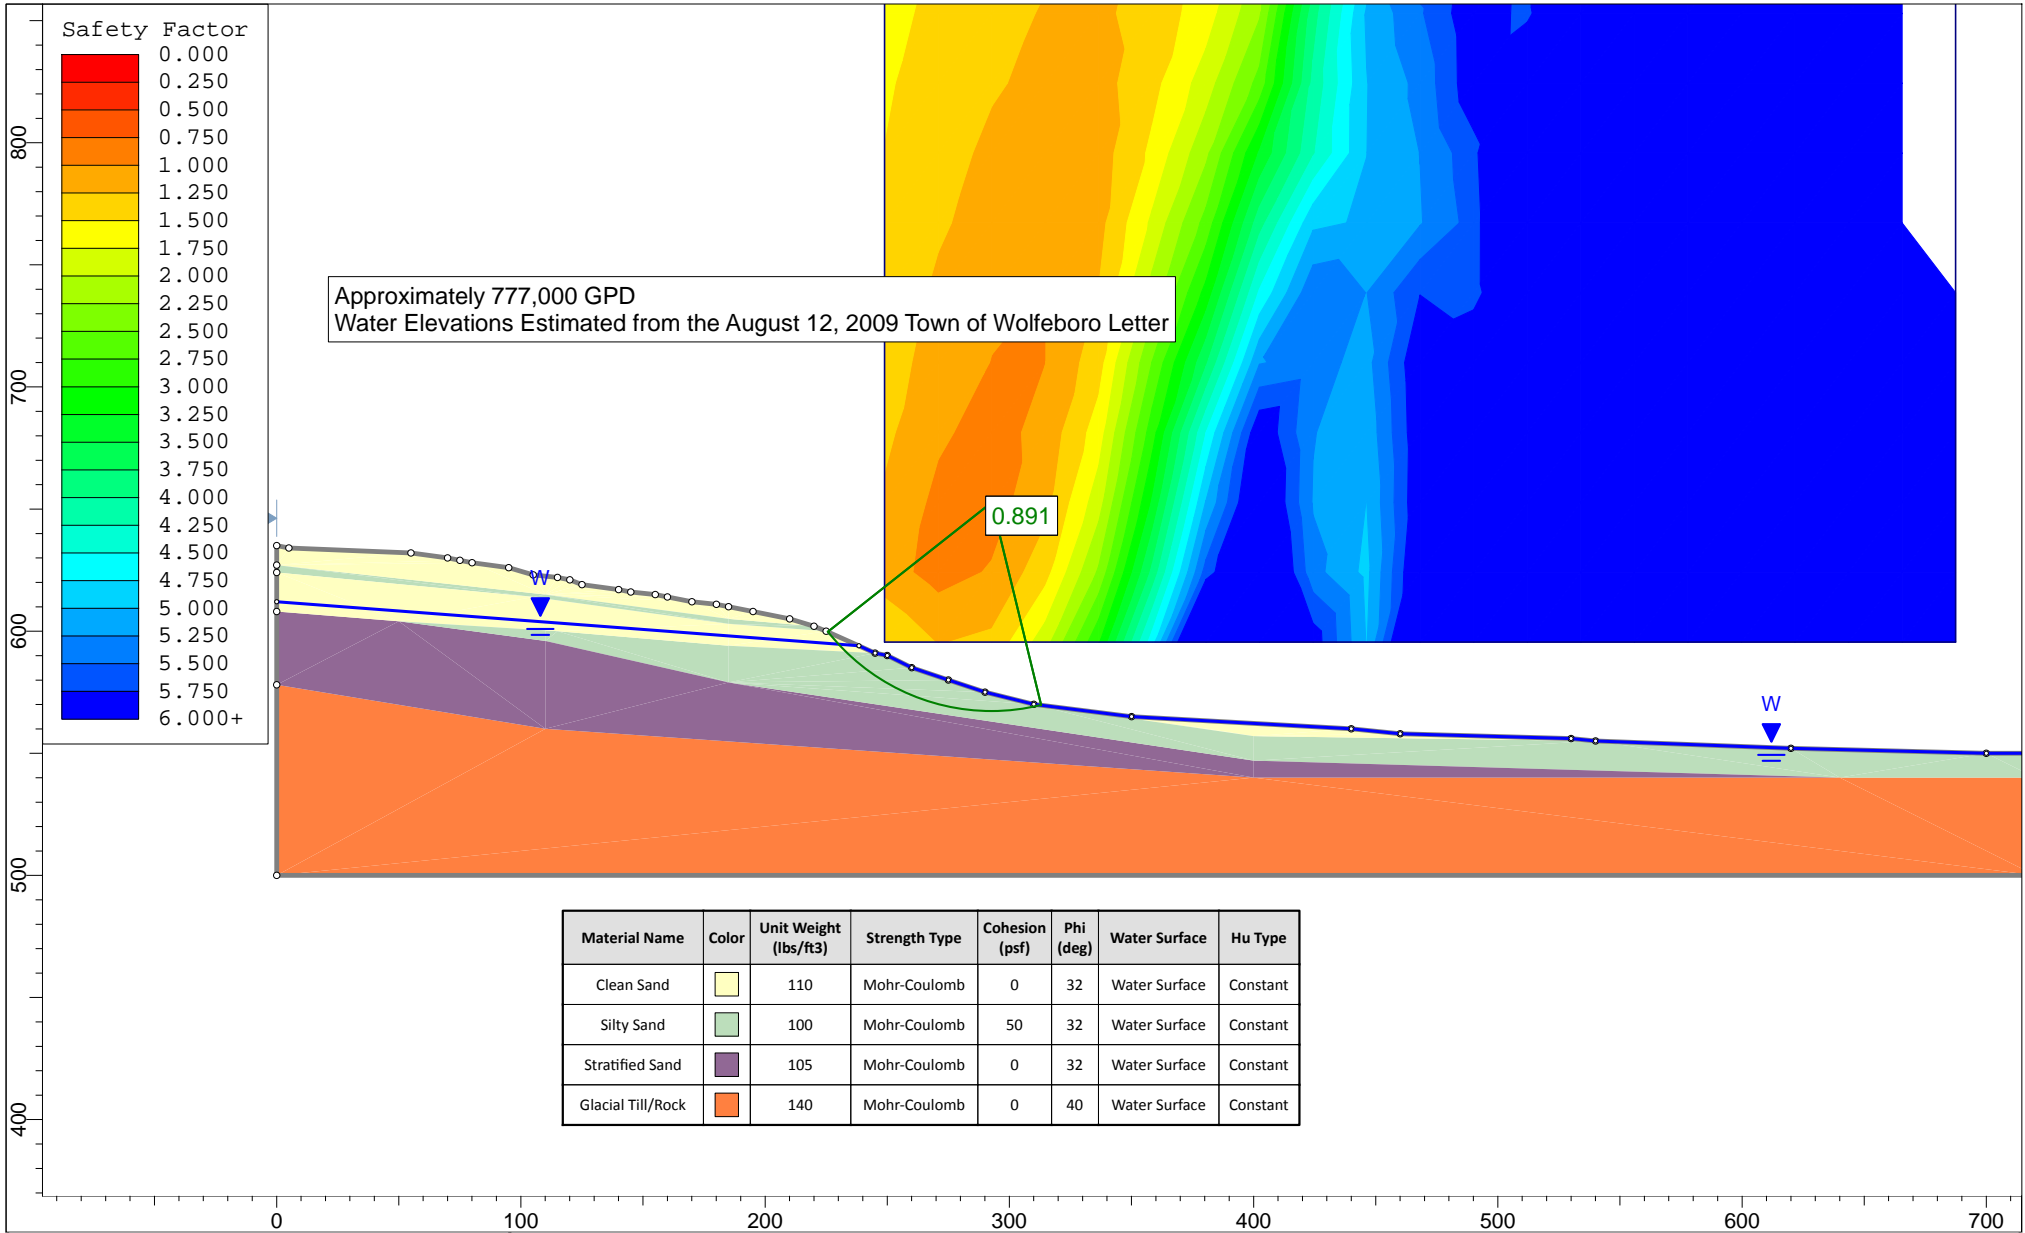 Safety Factor
0.000
0.250
0.500
0.750
1.000
1.250
1.500
1.750
2.000
2.250
2.500
2.750
3.000
3.250
3.500
3.750
4.000
4.250
4.500
4.750
5.000
5.250
5.500
5.750
6.000+
800
700
600
500
400
Approximately 777,000 GPD
Water Elevations Estimated from the August 12, 2009 Town of Wolfeboro Letter
0.891
W
W
Material Name Color Unit Weight (lbs/ft3) Strength Type Cohesion (psf) Phi (deg) Water Surface Hu Type
Clean Sand 110 Mohr-Coulomb 0 32 Water Surface Constant
Silty Sand 100 Mohr-Coulomb 50 32 Water Surface Constant
Stratified Sand 105 Mohr-Coulomb 0 32 Water Surface Constant
Glacial Till/Rock 140 Mohr-Coulomb 0 40 Water Surface Constant
0 100 200 300 400 500 600 700